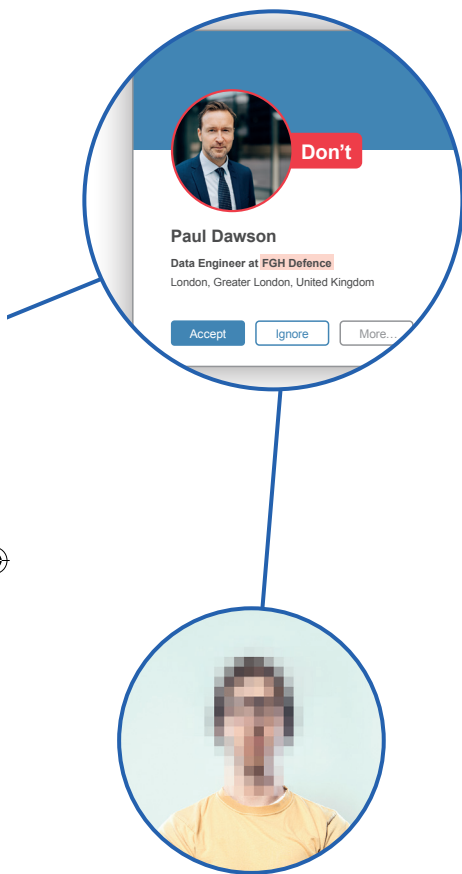 Don’t
Paul Dawson
Data Engineer at FGH Defence
London, Greater London, United Kingdom
Accept
Ignore
More...